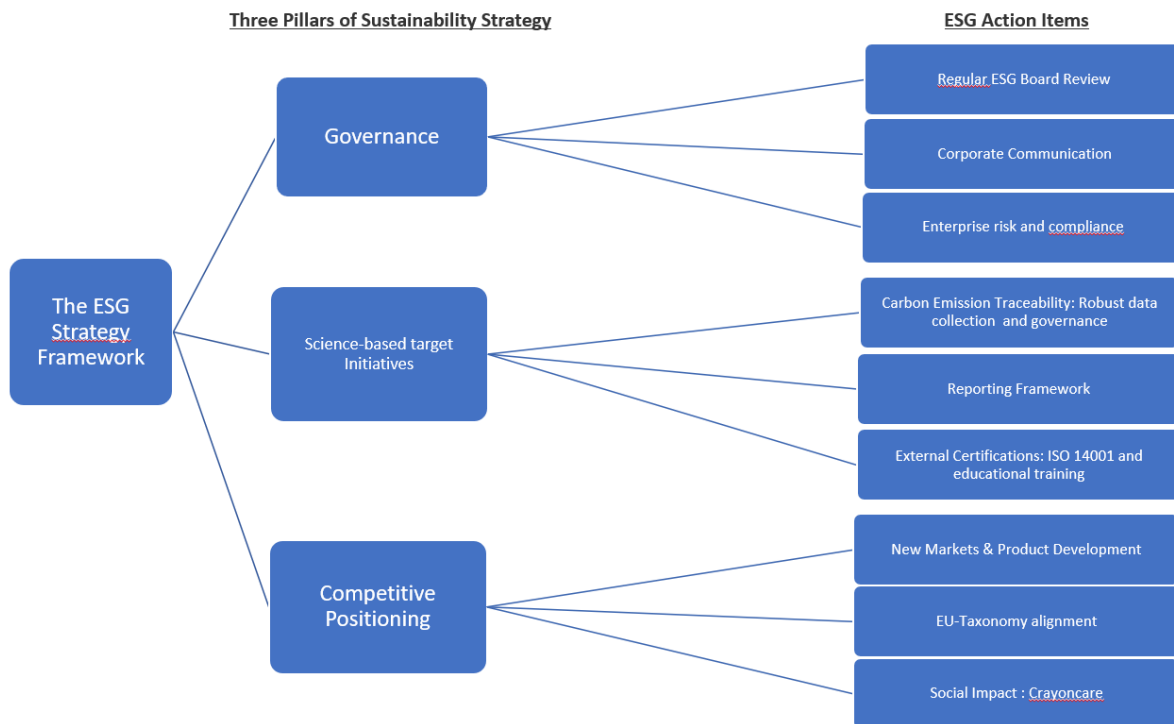 Three Pillars of Sustainability Strategy
ESG Action Items
The ESG
Strategy
Framework
Governance
Regular ESG Board Review
Corporate Communication
Enterprise risk and compliance
Science-based target
Initiatives
Carbon Emission Traceability: Robust data
collection and governance
Reporting Framework
External Certifications: ISO 14001 and
educational training
Competitive
Positioning
New Markets & Product Development
EU-Taxonomy alignment
Social Impact : Crayoncare